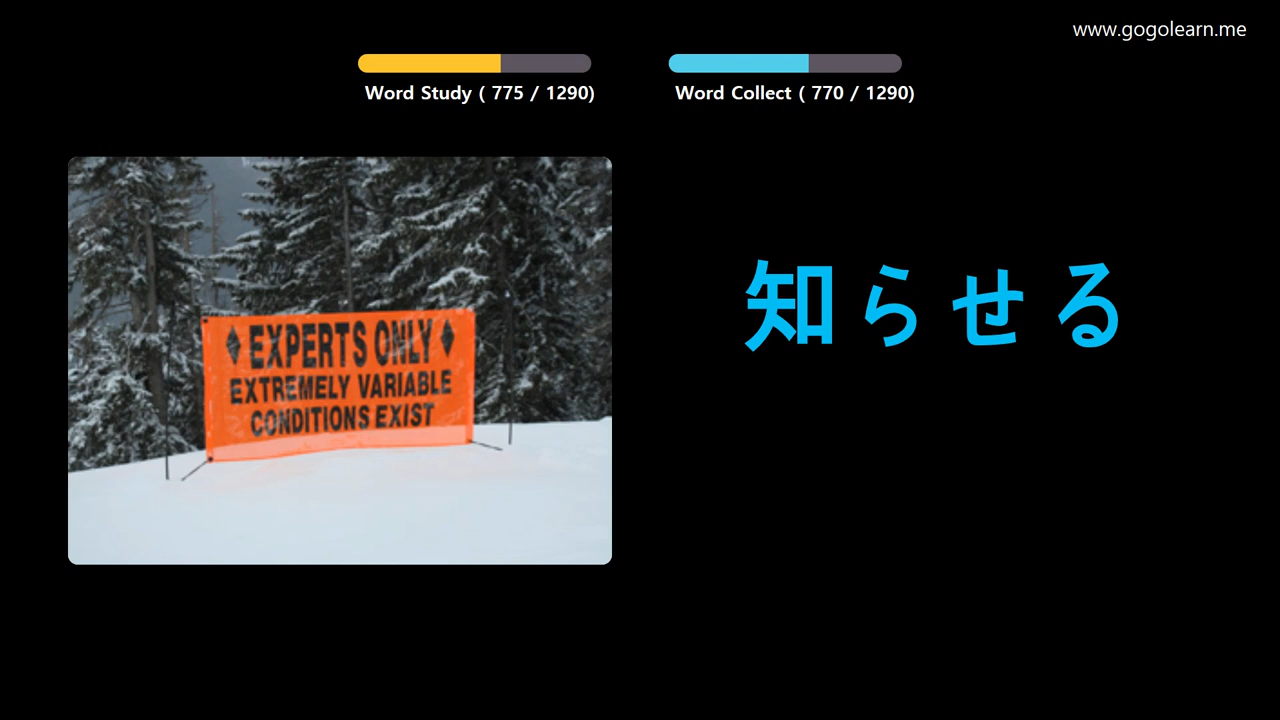 www.gogolearn.me
Word Study ( 775 / 1290)
Word Collect ( 770 / 1290)
EXPERTS ONLY
EXTREMELY VARIABLE
CONDITIONS EXIST
知らせる